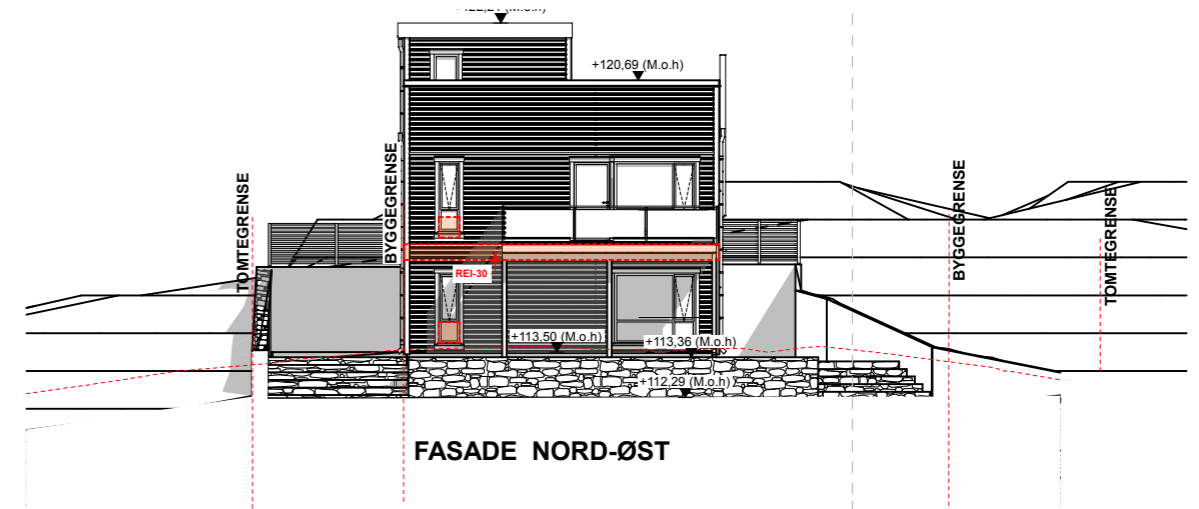 +120,69 (M.o.h)
BYGGEGRENSE
TOMTEGRENSE
BYGGEGRENSE
TOMTEGRENSE
REI-30
+113,50 (M.o.h)
+113,36 (M.o.h)
+112,29 (M.o.h)
FASADE NORD-ØST